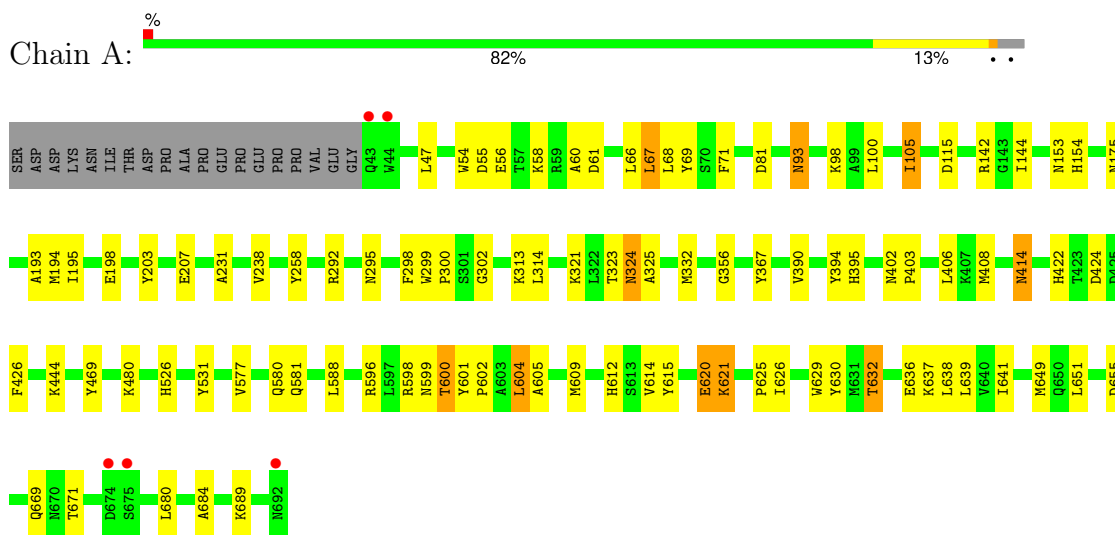 %
Chain A:
82% 13% • •
SER ASP ASP LYS ASN ILE THR ASP PRO ALA PRO GLU PRO GLU PRO PRO VAL GLU GLY Q43 W44 L47 W54 D55 E56 T57 K58 R59 A60 D61 L66 L67 L68 Y69 S70 F71 D81 N93 K98 A99 L100 I105 D115 R142 G143 I144 N153 H154 N175
A193 M194 I195 E198 Y203 E207 A231 V238 Y258 R292 N295 F298 W299 P300 S301 G302 K313 L314 K321 L322 T323 N324 A325 M332 G356 Y367 V390 Y394 H395 N402 P403 L406 K407 M408 N414 H422 T423 D424
F426 K444 Y469 K480 H526 Y531 V577 Q580 Q581 L588 R596 L597 R598 N599 T600 Y601 P602 A603 L604 A605 M609 H612 S613 V614 Y615 E620 K621 P625 I626 W629 Y630 M631 T632 E636 K637 L638 L639 V640 I641 M649 Q650 L651
Q669 N670 T671 D674 S675 L680 A684 K689 N692